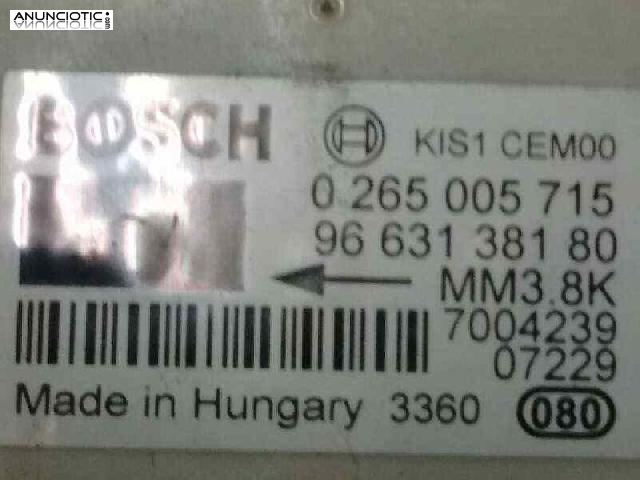 ANUNCIOTIC.com
BOSCH KIS1 CEM00
0 265 005 715
96 631 381 80
MM3.8K
7004239
07229
Made in Hungary 3360 080